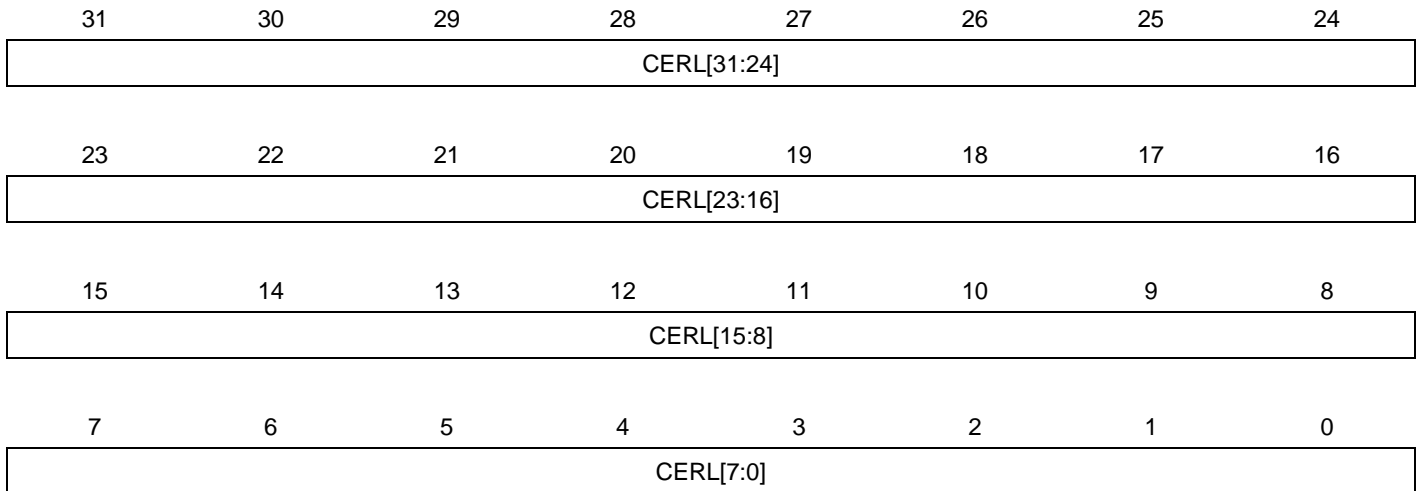 31 30 29 28 27 26 25 24
CERL[31:24]
23 22 21 20 19 18 17 16
CERL[23:16]
15 14 13 12 11 10 9 8
CERL[15:8]
7 6 5 4 3 2 1 0
CERL[7:0]